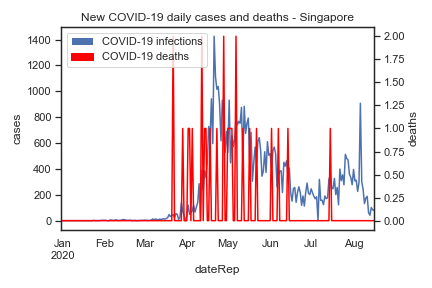 New COVID-19 daily cases and deaths - Singapore
COVID-19 infections
COVID-19 deaths
1400
1200
1000
800
600
400
200
0
cases
2.00
1.75
1.50
1.25
1.00
0.75
0.50
0.25
0.00
deaths
Jan Feb Mar Apr May Jun Jul Aug
2020
dateRep